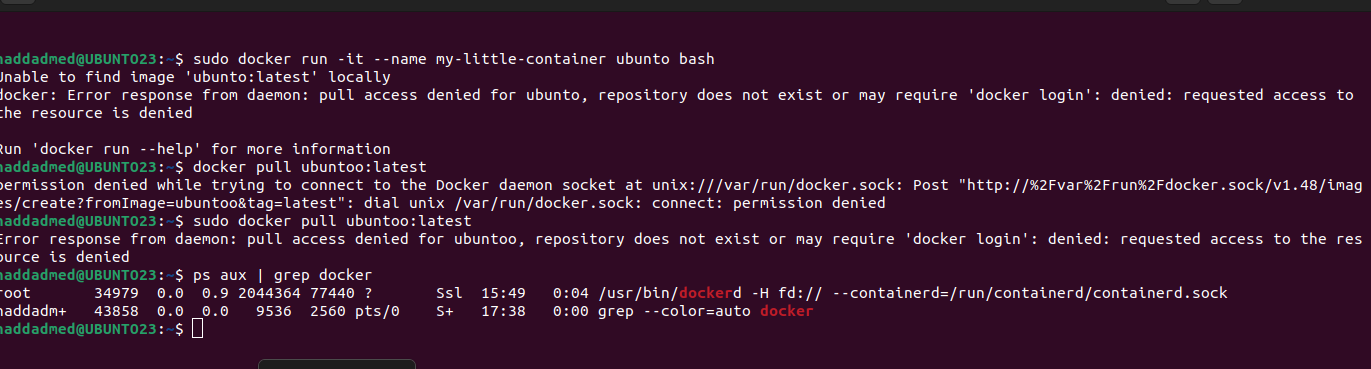 haddadmed@UBUNTO23:~$ sudo docker run -it --name my-little-container ubunto bash
Unable to find image 'ubunto:latest' locally
docker: Error response from daemon: pull access denied for ubunto, repository does not exist or may require 'docker login': denied: requested access to
the resource is denied
Run 'docker run --help' for more information
haddadmed@UBUNTO23:~$ docker pull ubuntoo:latest
permission denied while trying to connect to the Docker daemon socket at unix:///var/run/docker.sock: Post "http://%2Fvar%2Frun%2Fdocker.sock/v1.48/imag
es/create?fromImage=ubuntoo&tag=latest": dial unix /var/run/docker.sock: connect: permission denied
haddadmed@UBUNTO23:~$ sudo docker pull ubuntoo:latest
Error response from daemon: pull access denied for ubuntoo, repository does not exist or may require 'docker login': denied: requested access to the res
ource is denied
haddadmed@UBUNTO23:~$ ps aux | grep docker
root       34979  0.0  0.9 2044364 77440 ?       Ssl  15:49   0:04 /usr/bin/dockerd -H fd:// --containerd=/run/containerd/containerd.sock
haddadm+   43858  0.0  0.0   9536  2560 pts/0    S+   17:38   0:00 grep --color=auto docker
haddadmed@UBUNTO23:~$